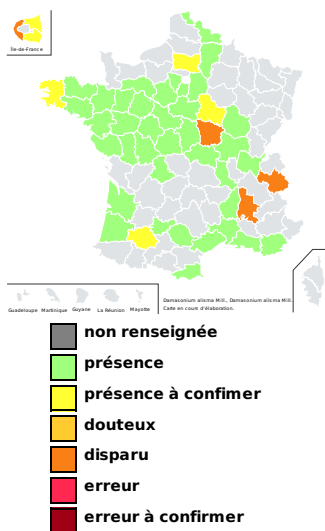 Île-de-France
Guadeloupe Martinique Guyane La Réunion Mayotte
Damasonium alisma Mill., Damasonium alisma Mill.
Carte en cours d'élaboration.
non renseignée
présence
présence à confimer
douteux
disparu
erreur
erreur à confirmer